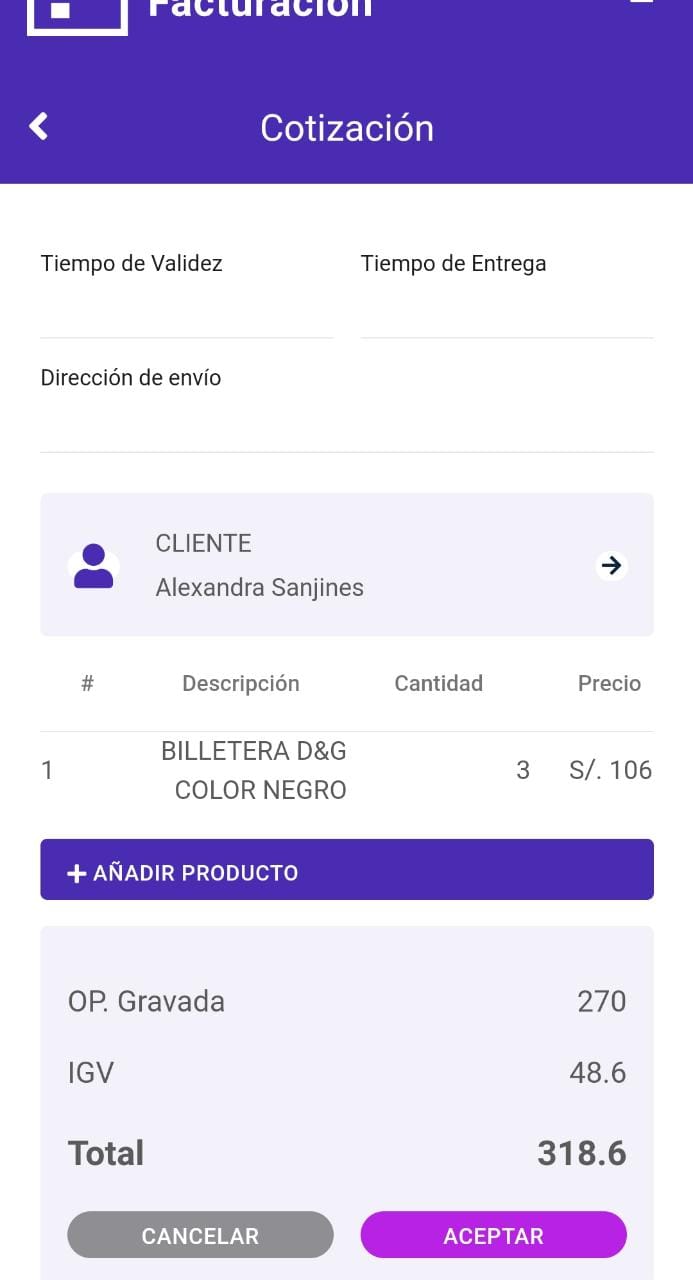 Facturación
Cotización
Tiempo de Validez Tiempo de Entrega
Dirección de envío
CLIENTE
Alexandra Sanjines
# Descripción Cantidad Precio
1 BILLETERA D&G COLOR NEGRO 3 S/. 106
AÑADIR PRODUCTO
OP. Gravada 270
IGV 48.6
Total 318.6
CANCELAR ACEPTAR